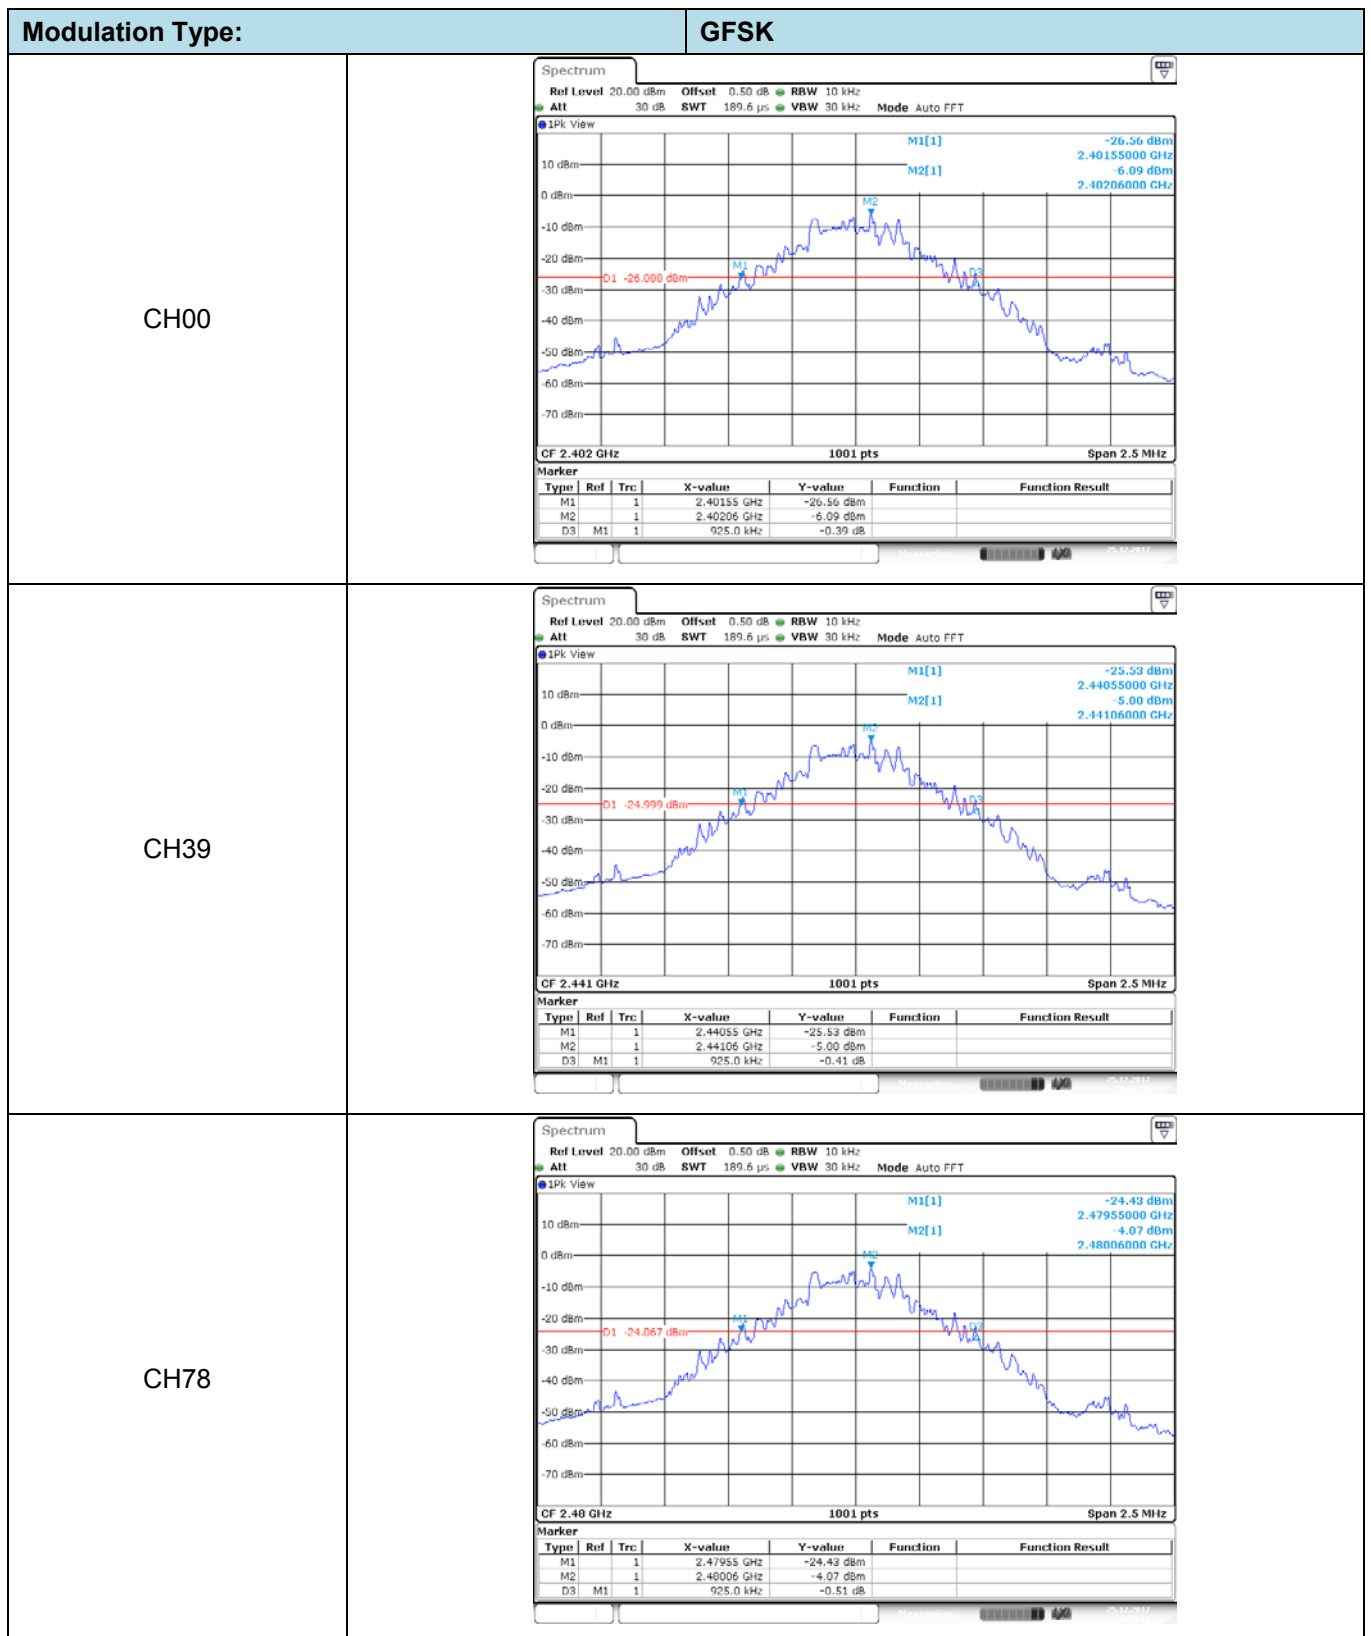 Modulation Type: GFSK
CH00
Spectrum
Ref Level 20.00 dBm Offset 0.50 dB RBW 10 kHz
Att 30 dB SWT 189.6 µs VBW 30 kHz Mode Auto FFT
1Pk View
M1[1] -26.56 dBm
2.40155000 GHz
10 dBm
M2[1] -6.09 dBm
2.40206000 GHz
0 dBm
M2
-10 dBm
-20 dBm
M1
D3
D1 -26.088 dBm
-30 dBm
-40 dBm
-50 dBm
-60 dBm
-70 dBm
CF 2.402 GHz 1001 pts Span 2.5 MHz
Marker
Type Ref Trc X-value Y-value Function Function Result
M1 1 2.40155 GHz -26.56 dBm
M2 1 2.40206 GHz -6.09 dBm
D3 M1 1 925.0 kHz -0.39 dB
CH39
Spectrum
Ref Level 20.00 dBm Offset 0.50 dB RBW 10 kHz
Att 30 dB SWT 189.6 µs VBW 30 kHz Mode Auto FFT
1Pk View
M1[1] -25.53 dBm
2.44055000 GHz
10 dBm
M2[1] -5.00 dBm
2.44106000 GHz
0 dBm
M2
-10 dBm
-20 dBm
M1
D3
D1 -24.999 dBm
-30 dBm
-40 dBm
-50 dBm
-60 dBm
-70 dBm
CF 2.441 GHz 1001 pts Span 2.5 MHz
Marker
Type Ref Trc X-value Y-value Function Function Result
M1 1 2.44055 GHz -25.53 dBm
M2 1 2.44106 GHz -5.00 dBm
D3 M1 1 925.0 kHz -0.41 dB
CH78
Spectrum
Ref Level 20.00 dBm Offset 0.50 dB RBW 10 kHz
Att 30 dB SWT 189.6 µs VBW 30 kHz Mode Auto FFT
1Pk View
M1[1] -24.43 dBm
2.47955000 GHz
10 dBm
M2[1] -4.07 dBm
2.48006000 GHz
0 dBm
M2
-10 dBm
-20 dBm
M1
D3
D1 -24.067 dBm
-30 dBm
-40 dBm
-50 dBm
-60 dBm
-70 dBm
CF 2.48 GHz 1001 pts Span 2.5 MHz
Marker
Type Ref Trc X-value Y-value Function Function Result
M1 1 2.47955 GHz -24.43 dBm
M2 1 2.48006 GHz -4.07 dBm
D3 M1 1 925.0 kHz -0.51 dB